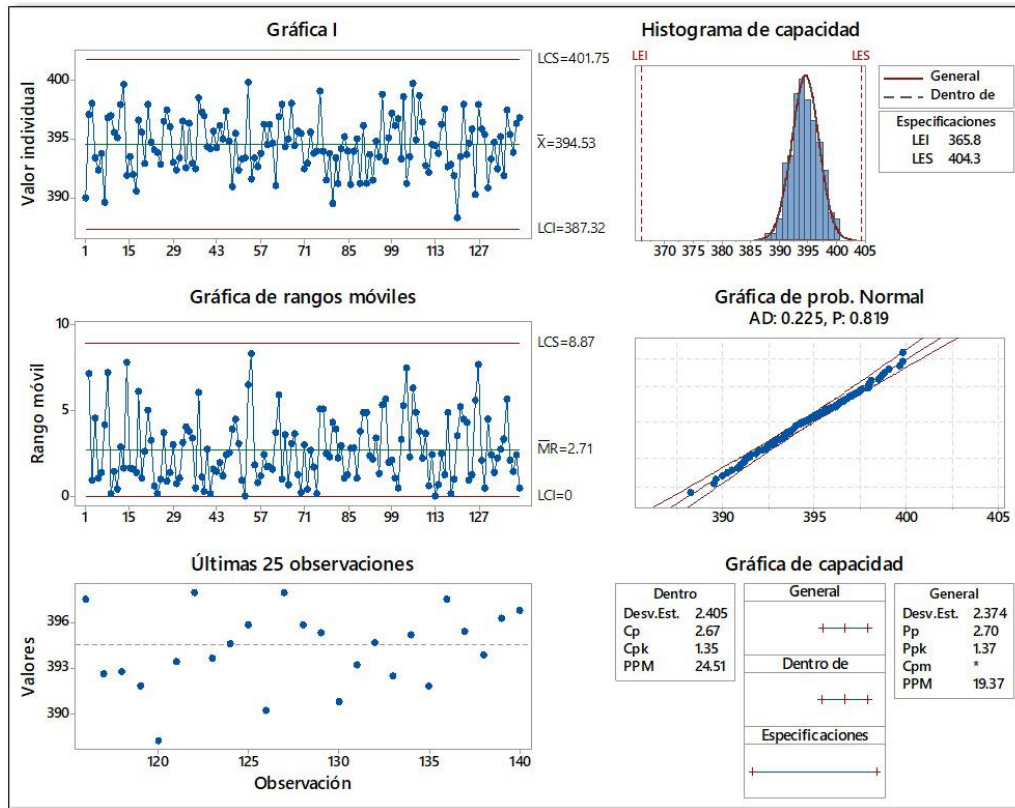 Gráfica I
Valor individual
400
395
390
1 15 29 43 57 71 85 99 113 127
LCS=401.75
X̄=394.53
LCI=387.32
Histograma de capacidad
LEI LES
General
Dentro de
Especificaciones
LEI 365.8
LES 404.3
370 375 380 385 390 395 400 405
Gráfica de rangos móviles
Rango móvil
10
5
0
1 15 29 43 57 71 85 99 113 127
LCS=8.87
M̄R̄=2.71
LCI=0
Gráfica de prob. Normal
AD: 0.225, P: 0.819
390 395 400 405
Últimas 25 observaciones
Valores
396
393
390
120 125 130 135 140
Observación
Gráfica de capacidad
Dentro
Desv.Est. 2.405
Cp 2.67
Cpk 1.35
PPM 24.51
General
Dentro de
Especificaciones
General
Desv.Est. 2.374
Pp 2.70
Ppk 1.37
Cpm *
PPM 19.37